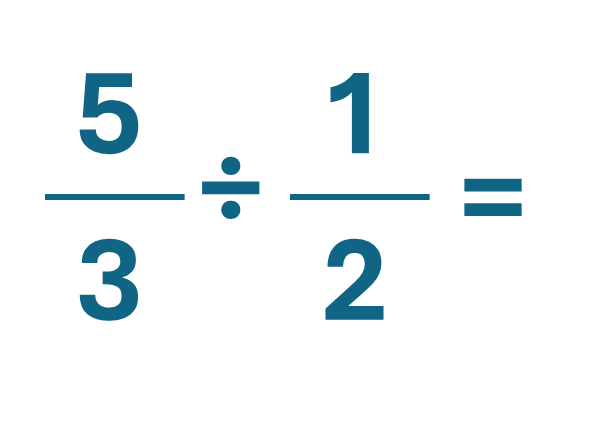 5/3 ÷ 1/2 =